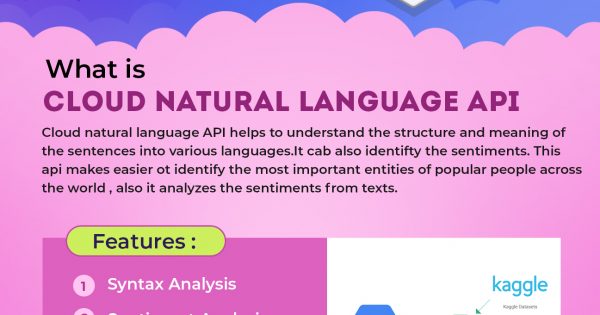 What is
CLOUD NATURAL LANGUAGE API
Cloud natural language API helps to understand the structure and meaning of
the sentences into various languages.It cab also identifty the sentiments. This
api makes easier ot identify the most important entities of popular people across
the world , also it analyzes the sentiments from texts.
Features :
1 Syntax Analysis
kaggle
Kaggle Datasets